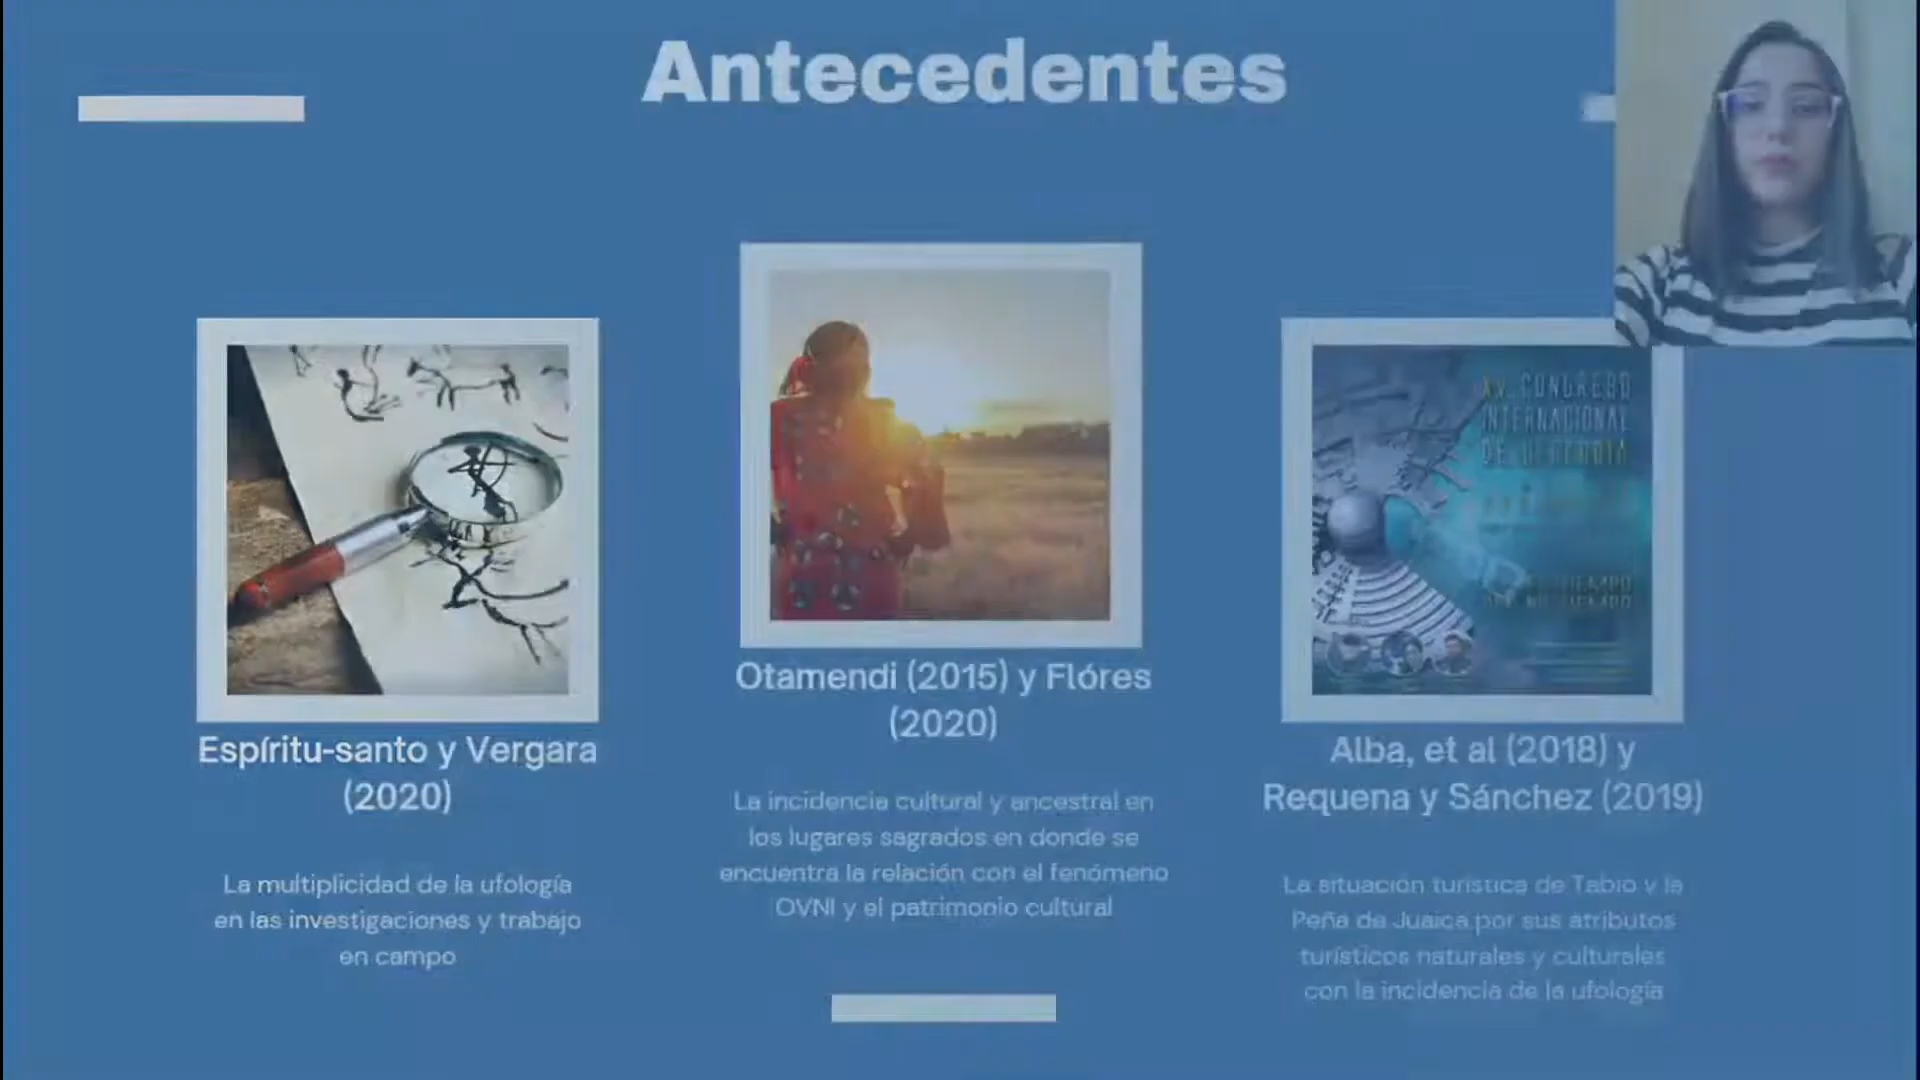 Antecedentes
Espíritu-santo y Vergara
(2020)
La multiplicidad de la ufología
en las investigaciones y trabajo
en campo
Otamendi (2015) y Flóres
(2020)
La incidencia cultural y ancestral en
los lugares sagrados en donde se
encuentra la relación con el fenómeno
OVNI y el patrimonio cultural
XV CONGRESO
INTERNACIONAL
DE
TIEMPO
TIEMPO
Alba, et al (2018) y
Requena y Sánchez (2019)
La situación turística de Tabio y la
Peña de Juaica por sus atributos
turísticos naturales y culturales
con la incidencia de la ufología